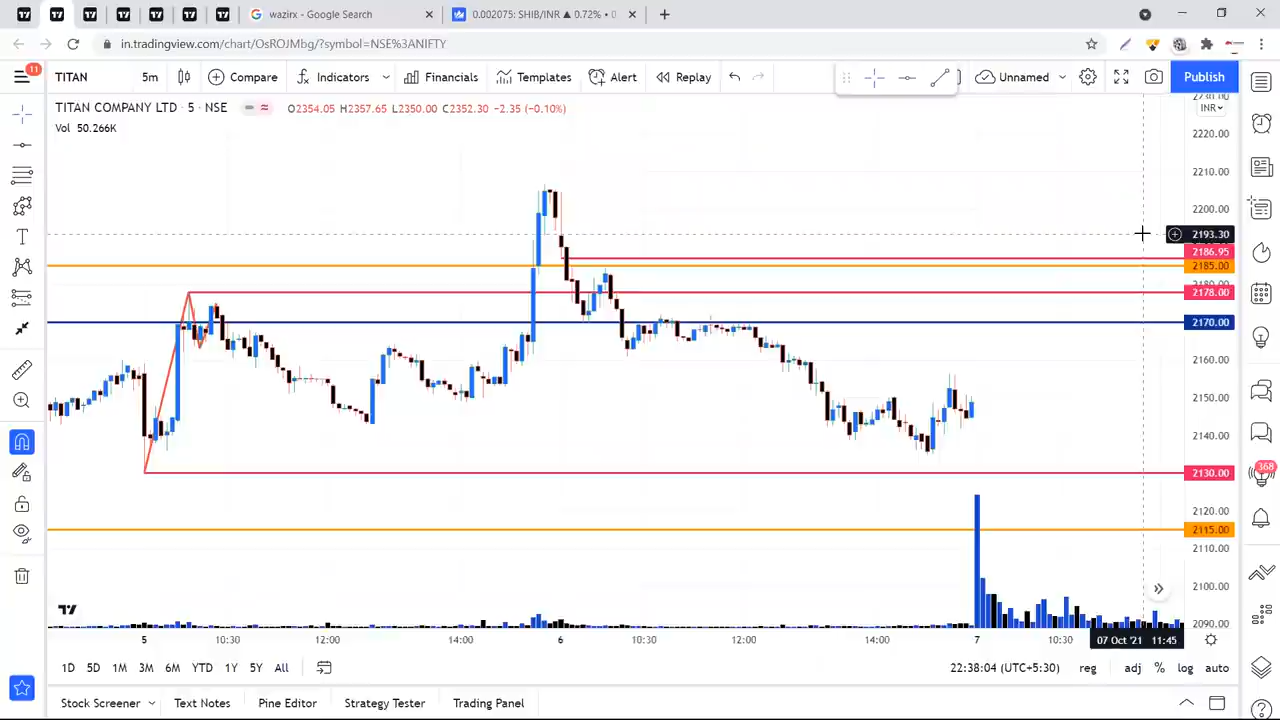 wazirx - Google Search
0.002075: SHIB/INR ▲ 0.72% •
in.tradingview.com/chart/OsROJMbg/?symbol=NSE%3ANIFTY
11
TITAN
5m
Compare
Indicators
Financials
Templates
Alert
Replay
Unnamed
Publish
TITAN COMPANY LTD · 5 · NSE
O2354.05 H2357.65 L2350.00 C2352.30 −2.45 (−0.10%)
INR
Vol 50.266K
2220.00
2210.00
2200.00
2193.30
2186.95
2185.00
2178.00
2170.00
2160.00
2150.00
2140.00
2130.00
2120.00
2115.00
2110.00
2100.00
2090.00
368
5
10:30
12:00
14:00
6
10:30
12:00
14:00
7
10:30
07 Oct '21 11:45
1D 5D 1M 3M 6M YTD 1Y 5Y All
22:38:04 (UTC+5:30)
reg
adj
%
log
auto
Stock Screener
Text Notes
Pine Editor
Strategy Tester
Trading Panel